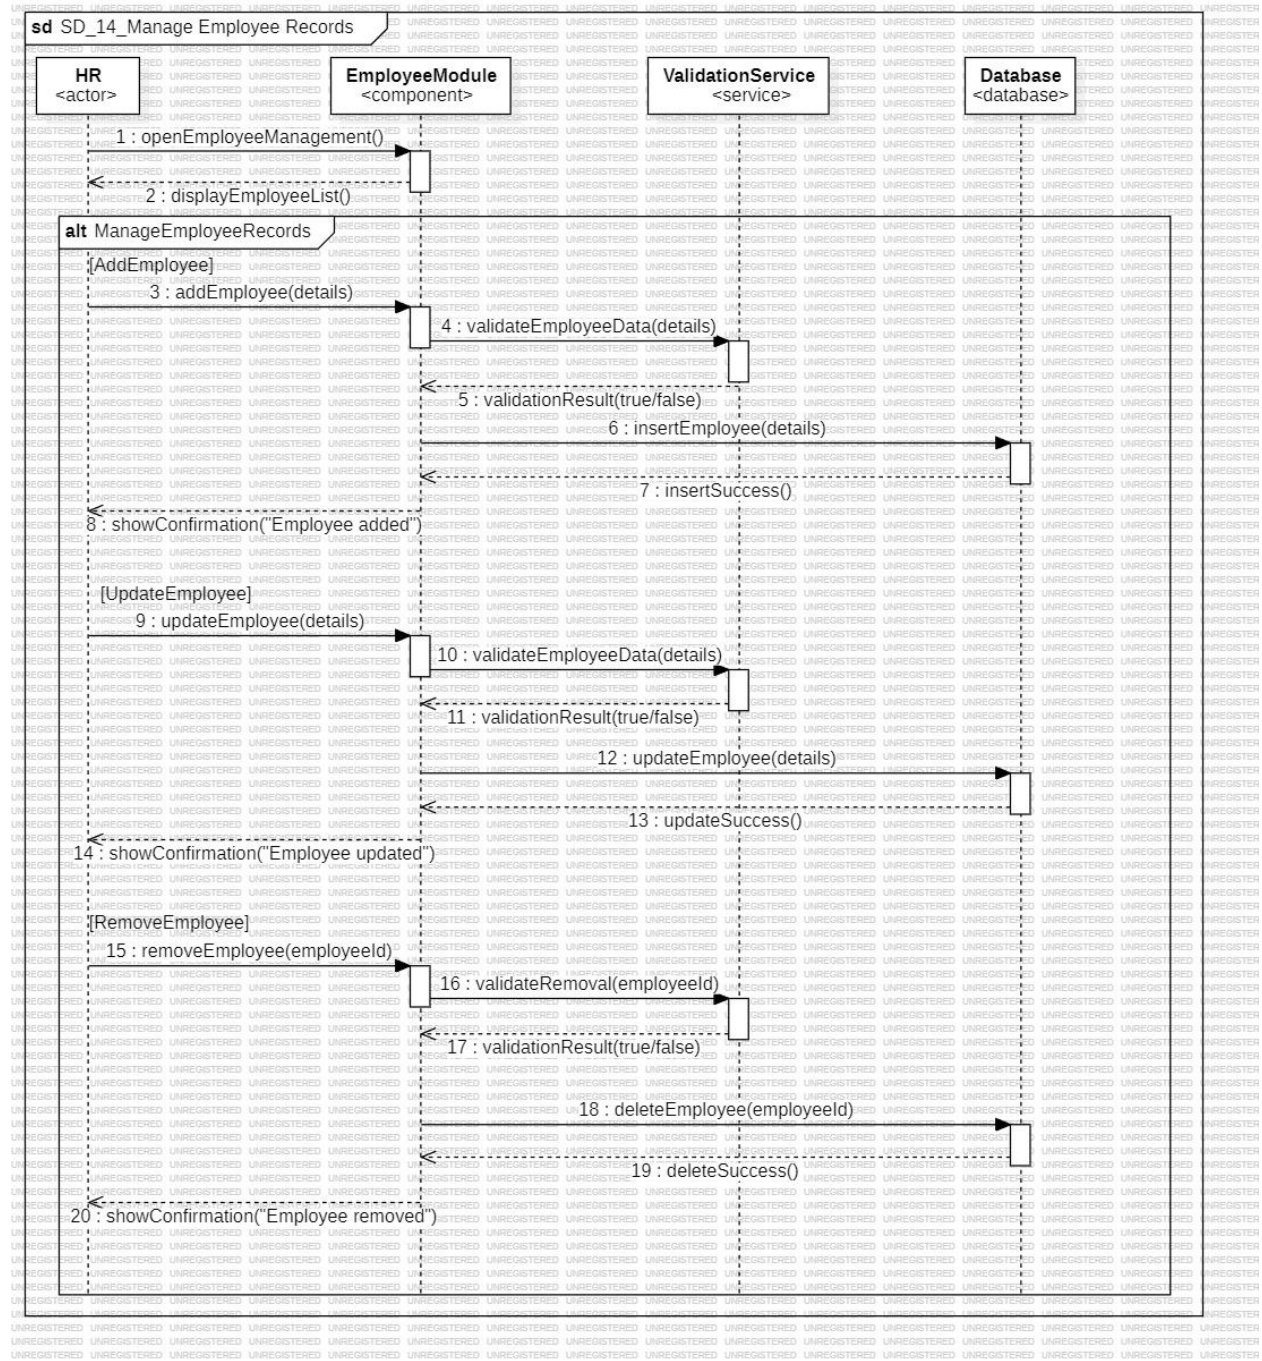 sd SD_14_Manage Employee Records
HR
<actor>
EmployeeModule
<component>
ValidationService
<service>
Database
<database>
1 : openEmployeeManagement()
2 : displayEmployeeList()
alt ManageEmployeeRecords
[AddEmployee]
3 : addEmployee(details)
4 : validateEmployeeData(details)
5 : validationResult(true/false)
6 : insertEmployee(details)
7 : insertSuccess()
8 : showConfirmation("Employee added")
[UpdateEmployee]
9 : updateEmployee(details)
10 : validateEmployeeData(details)
11 : validationResult(true/false)
12 : updateEmployee(details)
13 : updateSuccess()
14 : showConfirmation("Employee updated")
[RemoveEmployee]
15 : removeEmployee(employeeId)
16 : validateRemoval(employeeId)
17 : validationResult(true/false)
18 : deleteEmployee(employeeId)
19 : deleteSuccess()
20 : showConfirmation("Employee removed")
UNREGISTERED